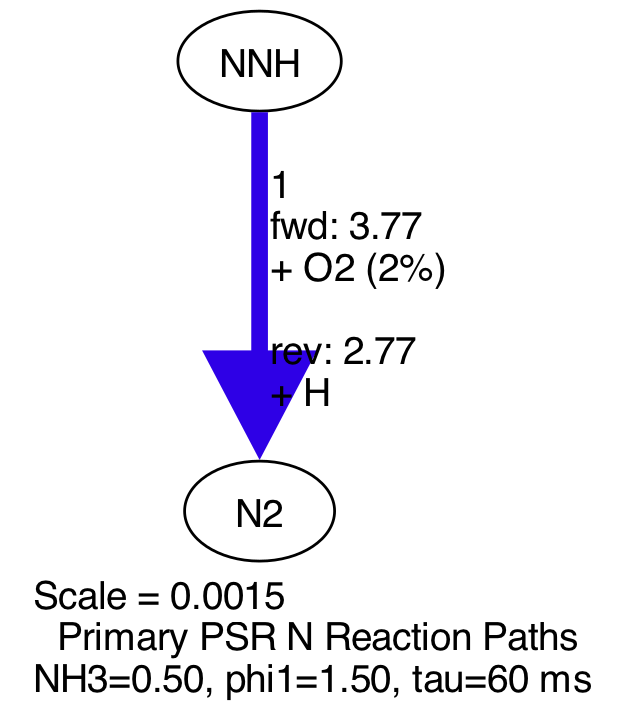 NNH
1
fwd: 3.77
+ O2 (2%)
rev: 2.77
+ H
N2
Scale = 0.0015
Primary PSR N Reaction Paths
NH3=0.50, phi1=1.50, tau=60 ms